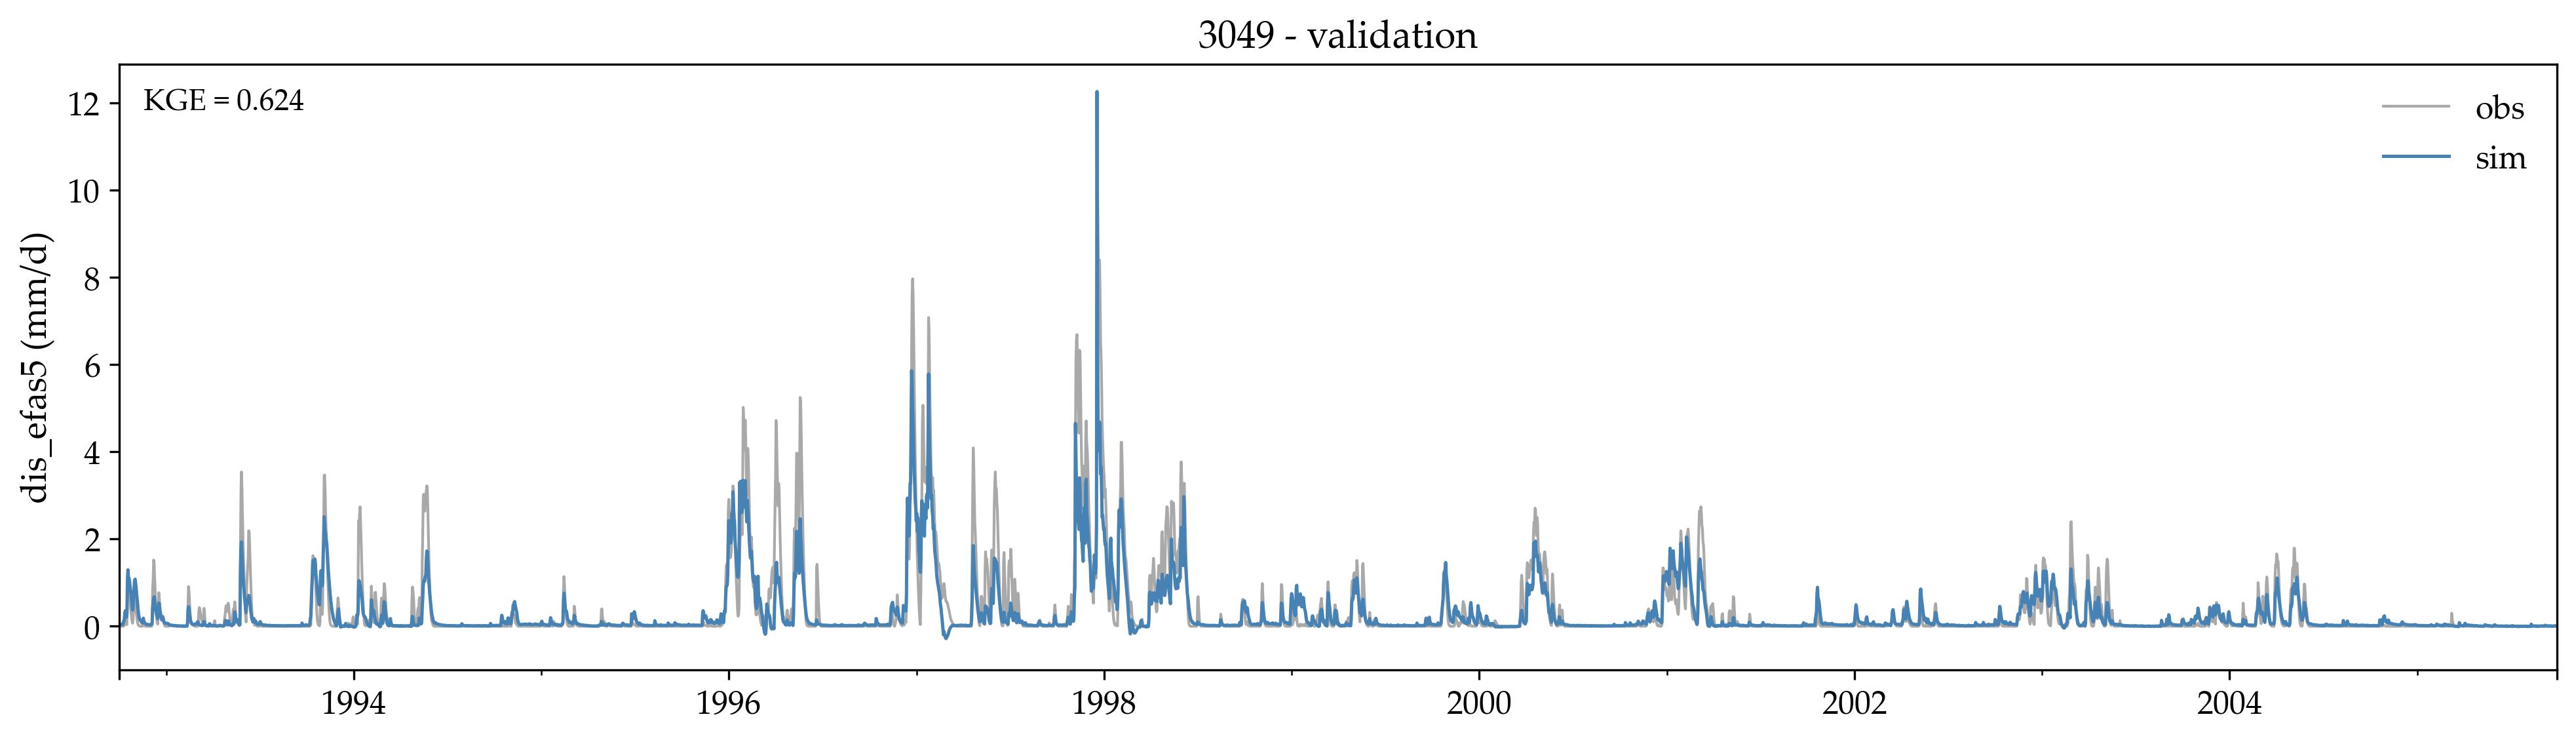 3049 - validation
KGE = 0.624
obs
sim
dis_efas5 (mm/d)
12
10
8
6
4
2
0
1994
1996
1998
2000
2002
2004